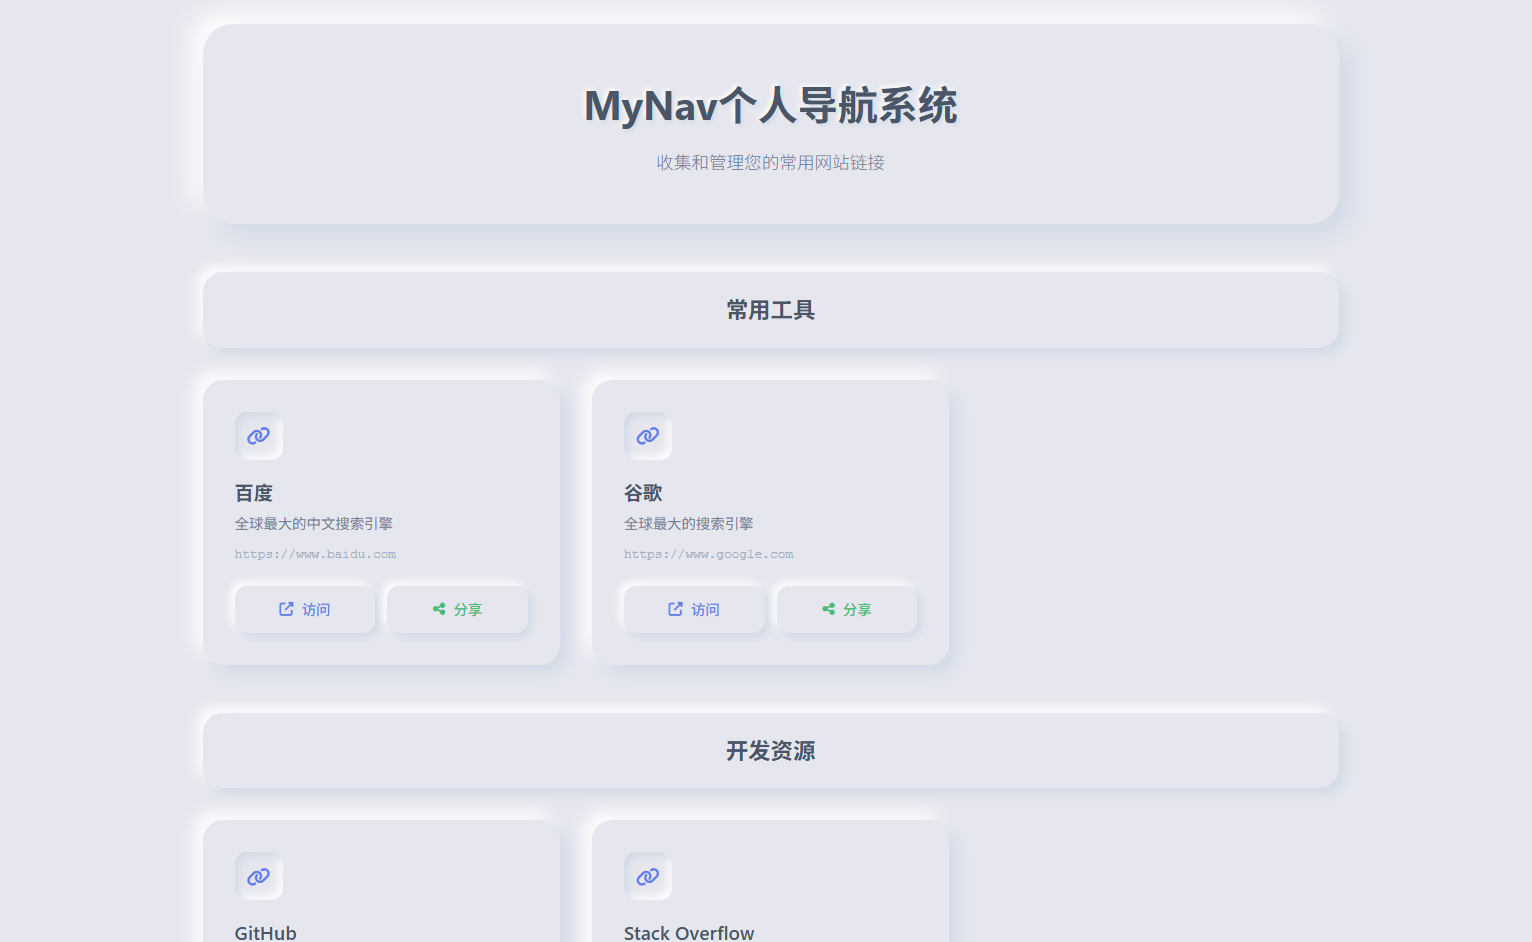 MyNav个人导航系统
收集和管理您的常用网站链接
常用工具
百度
全球最大的中文搜索引擎
https://www.baidu.com
访问
分享
谷歌
全球最大的搜索引擎
https://www.google.com
访问
分享
开发资源
GitHub
Stack Overflow